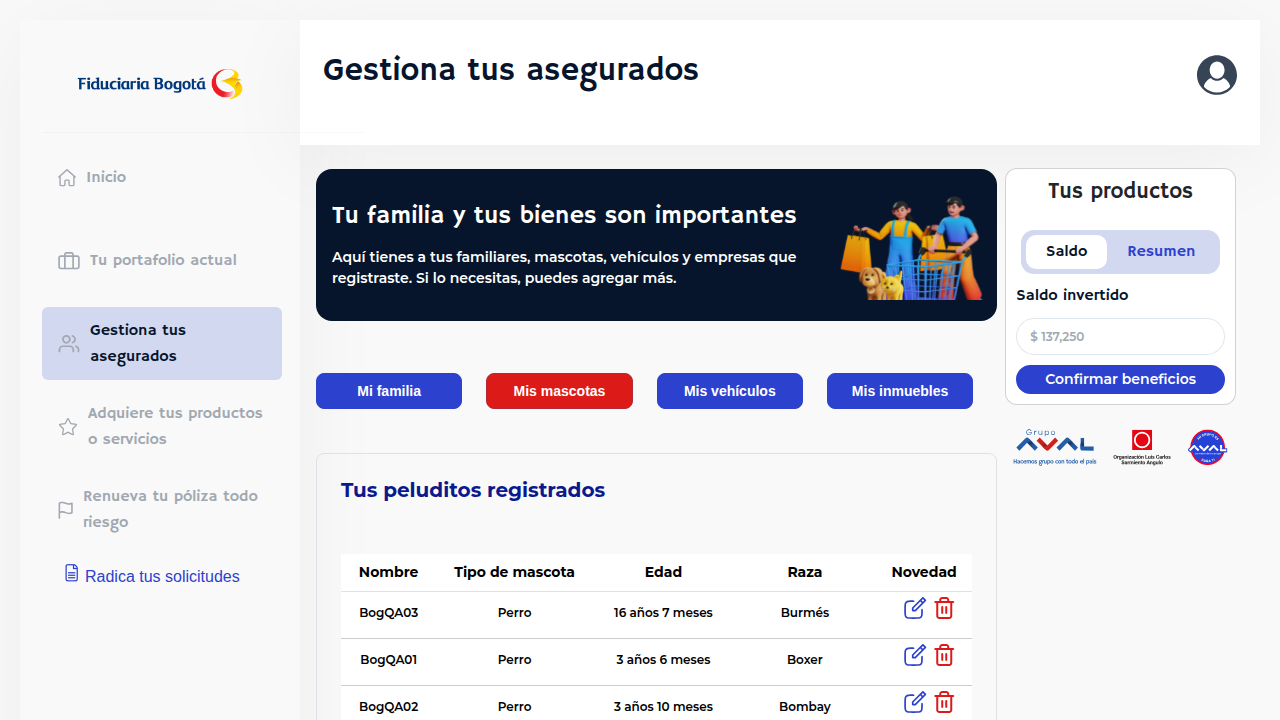 Fiduciaria Bogotá
Gestiona tus asegurados
Inicio
Tu portafolio actual
Gestiona tus
asegurados
Adquiere tus productos
o servicios
Renueva tu póliza todo
riesgo
Radica tus solicitudes
Tu familia y tus bienes son importantes
Aquí tienes a tus familiares, mascotas, vehículos y empresas que
registraste. Si lo necesitas, puedes agregar más.
Mi familia
Mis mascotas
Mis vehículos
Mis inmuebles
Tus peluditos registrados
Nombre Tipo de mascota Edad Raza Novedad
BogQA03 Perro 16 años 7 meses Burmés
BogQA01 Perro 3 años 6 meses Boxer
BogQA02 Perro 3 años 10 meses Bombay
Tus productos
Saldo Resumen
Saldo invertido
$ 137,250
Confirmar beneficios
Grupo
AVAL
Hacemos grupo con todo el país
Organización Luis Carlos
Sarmiento Angulo
AVAL